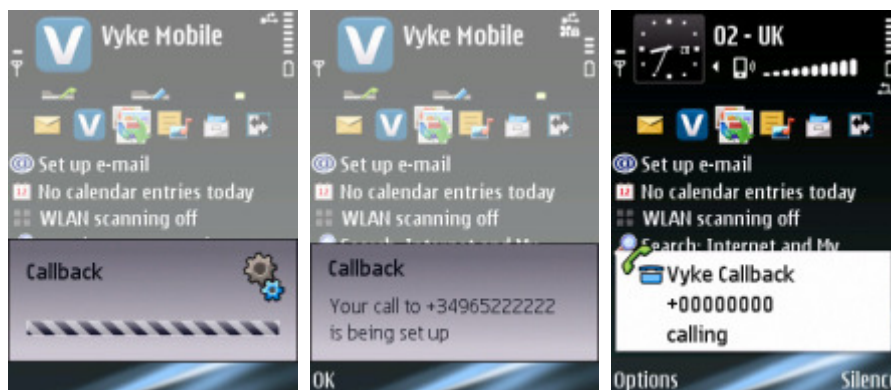 Vyke Mobile
Set up e-mail
No calendar entries today
WLAN scanning off
Callback
Vyke Mobile
Set up e-mail
No calendar entries today
WLAN scanning off
Callback
Your call to +34965222222
is being set up
OK
02 - UK
Set up e-mail
12 No calendar entries today
WLAN scanning off
Search: Internet and My
Vyke Callback
+00000000
calling
Options Silenc